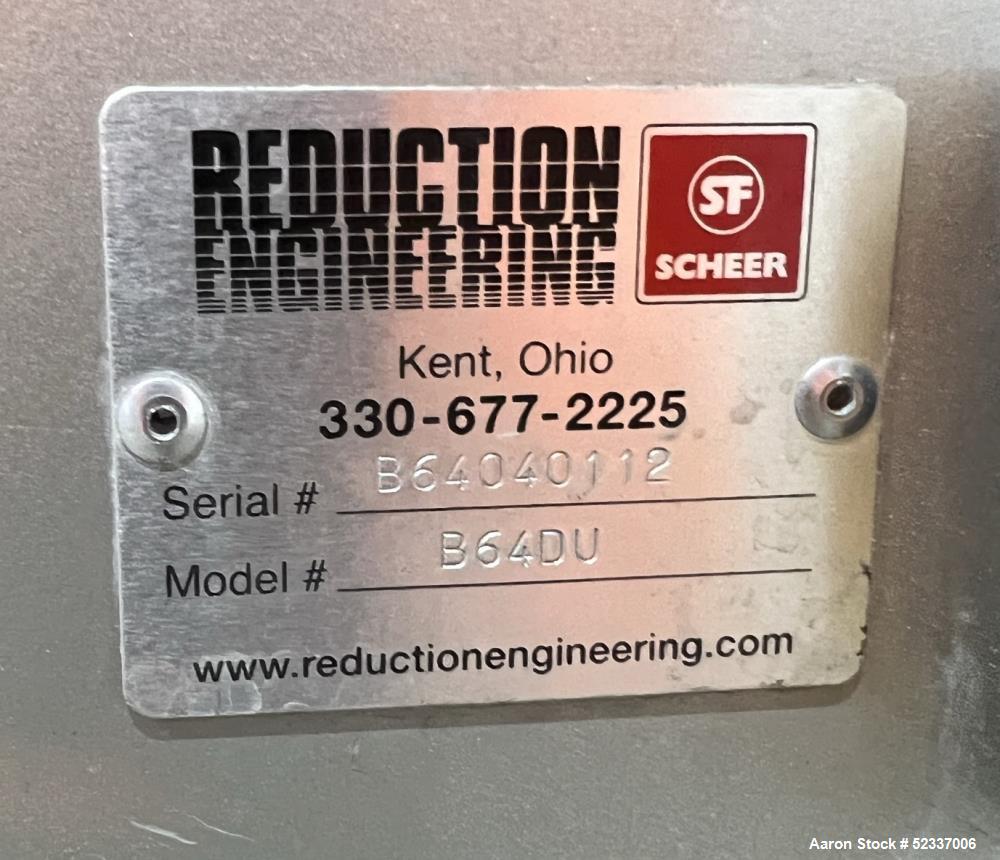 REDUCTION
ENGINEERING
SF
SCHEER
Kent, Ohio
330-677-2225
Serial # B64040112
Model # B64DU
www.reductionengineering.com
Aaron Stock # 52337006